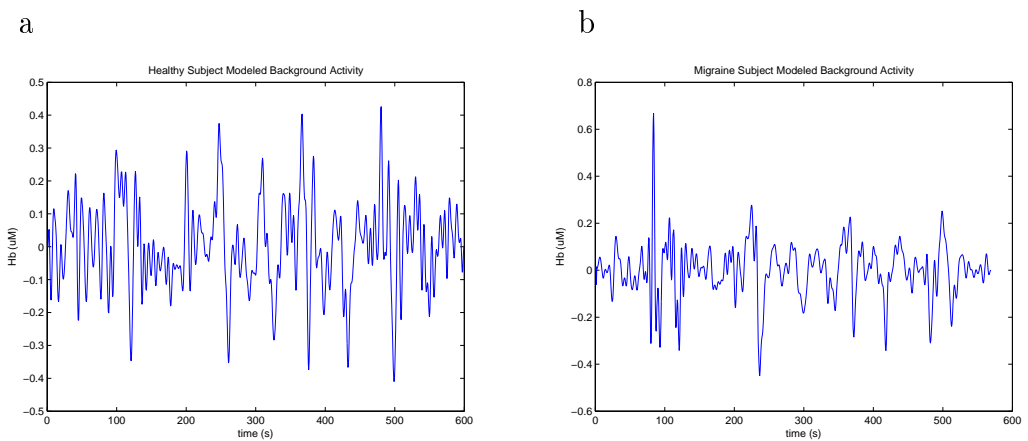 a
b
Healthy Subject Modeled Background Activity
0.5
0.4
0.3
0.2
0.1
0
−0.1
−0.2
−0.3
−0.4
−0.5
Hb (uM)
0 100 200 300 400 500 600
time (s)
Migraine Subject Modeled Background Activity
0.8
0.6
0.4
0.2
0
−0.2
−0.4
−0.6
Hb (uM)
0 100 200 300 400 500 600
time (s)